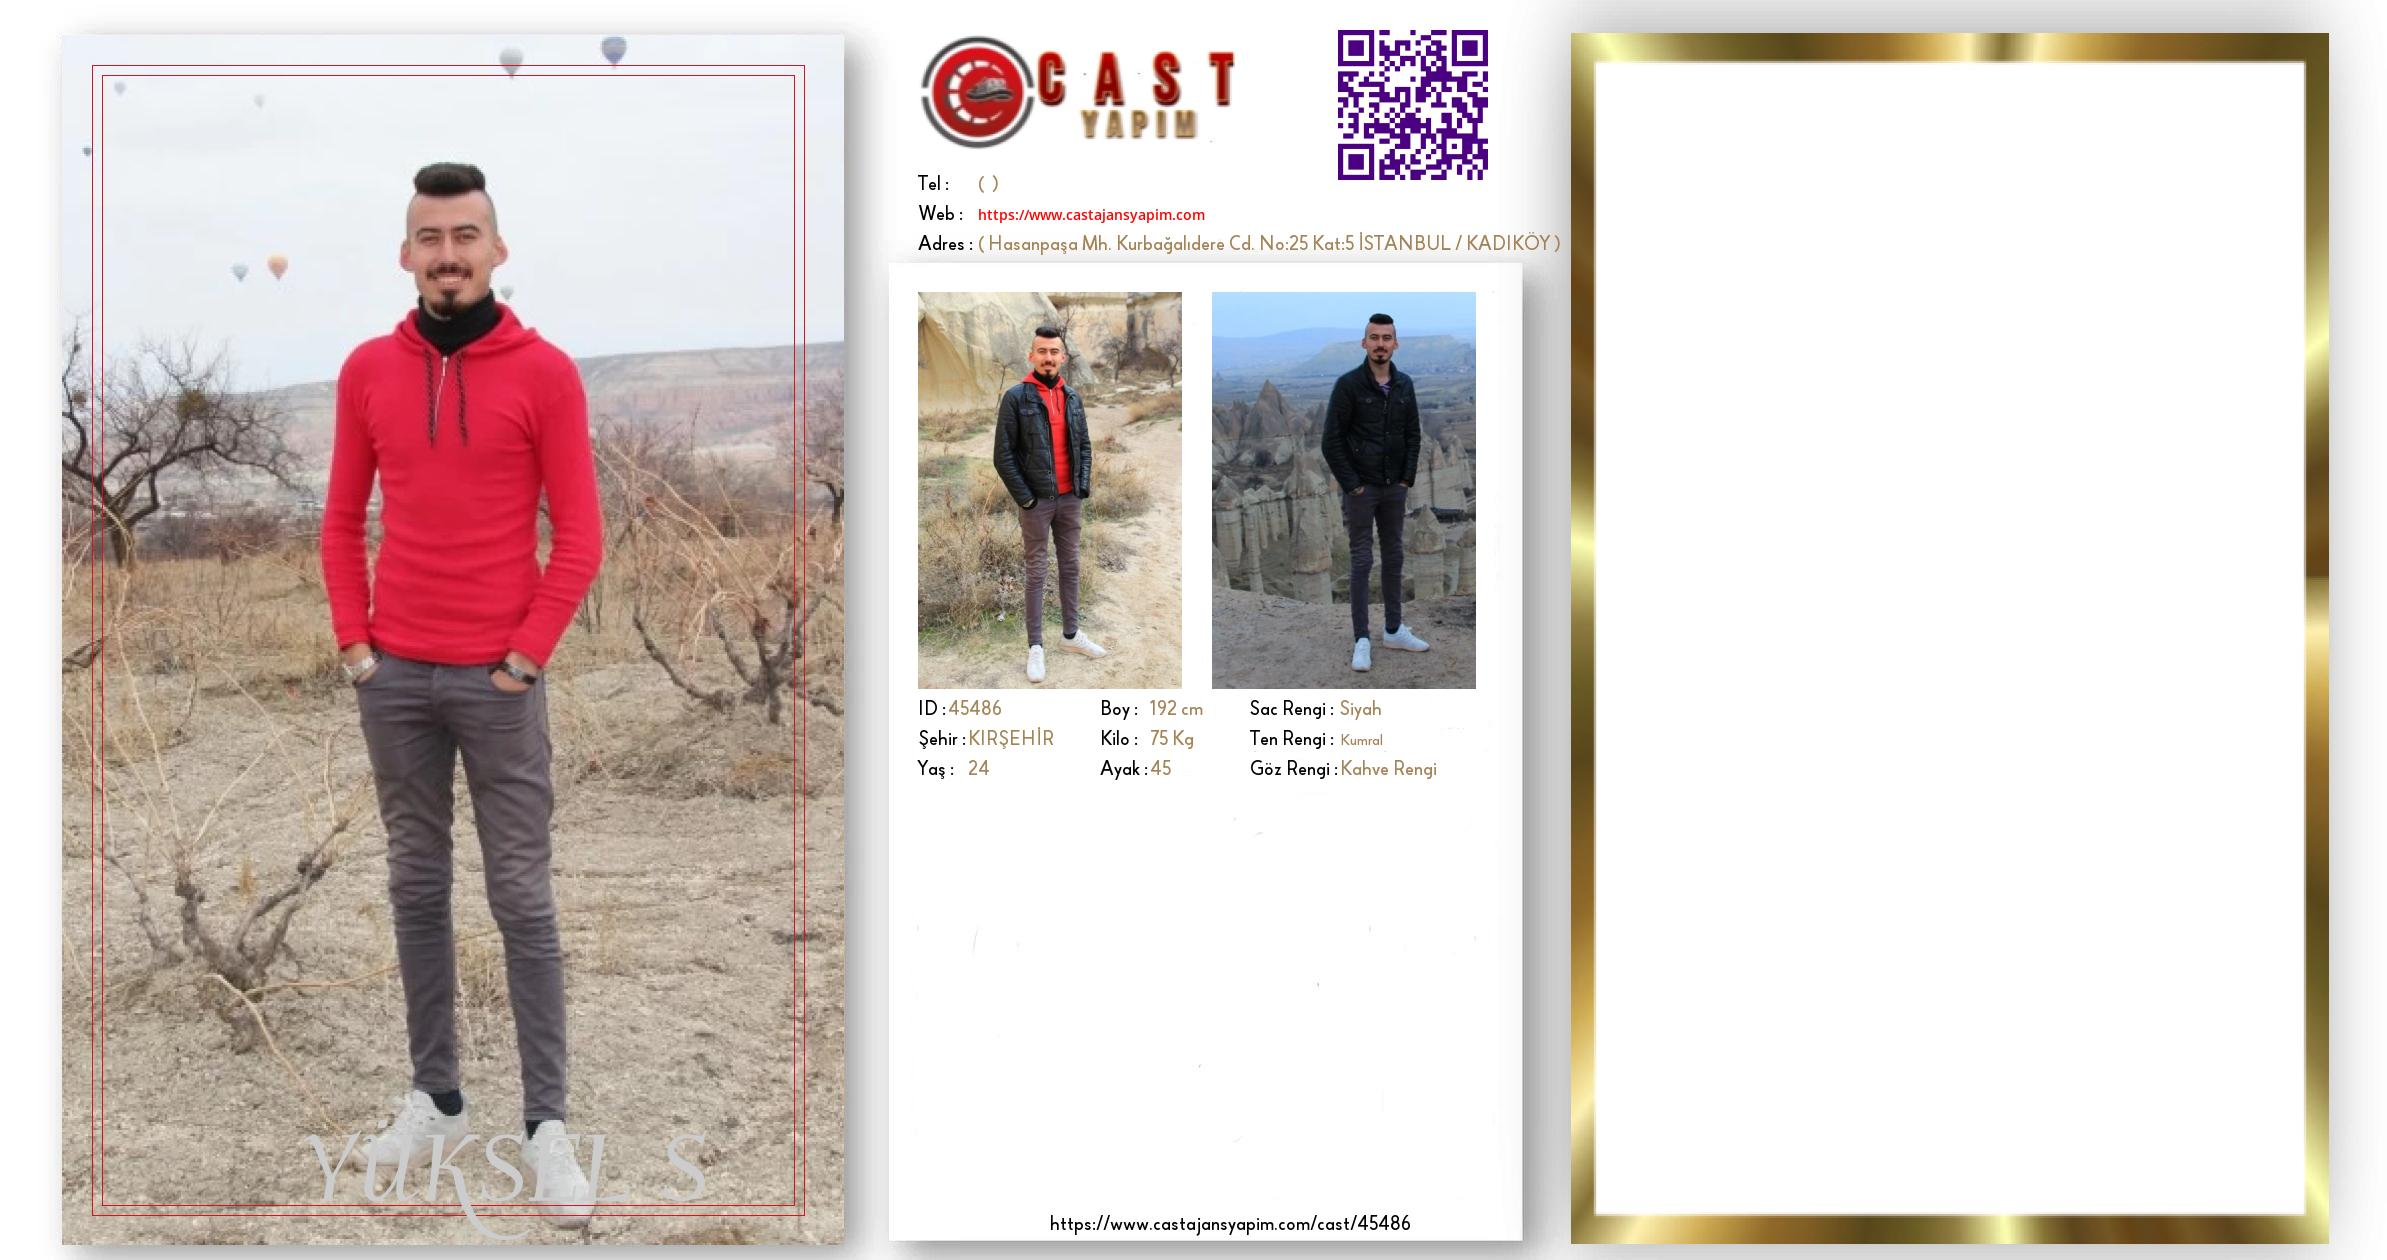 YÜKSEL S
CAST
YAPIM
Tel : ( )
Web : https://www.castajansyapim.com
Adres : ( Hasanpaşa Mh. Kurbağalıdere Cd. No:25 Kat:5 İSTANBUL / KADIKÖY )
ID : 45486 Boy : 192 cm Sac Rengi : Siyah
Şehir : KIRŞEHİR Kilo : 75 Kg Ten Rengi : Kumral
Yaş : 24 Ayak : 45 Göz Rengi : Kahve Rengi
https://www.castajansyapim.com/cast/45486